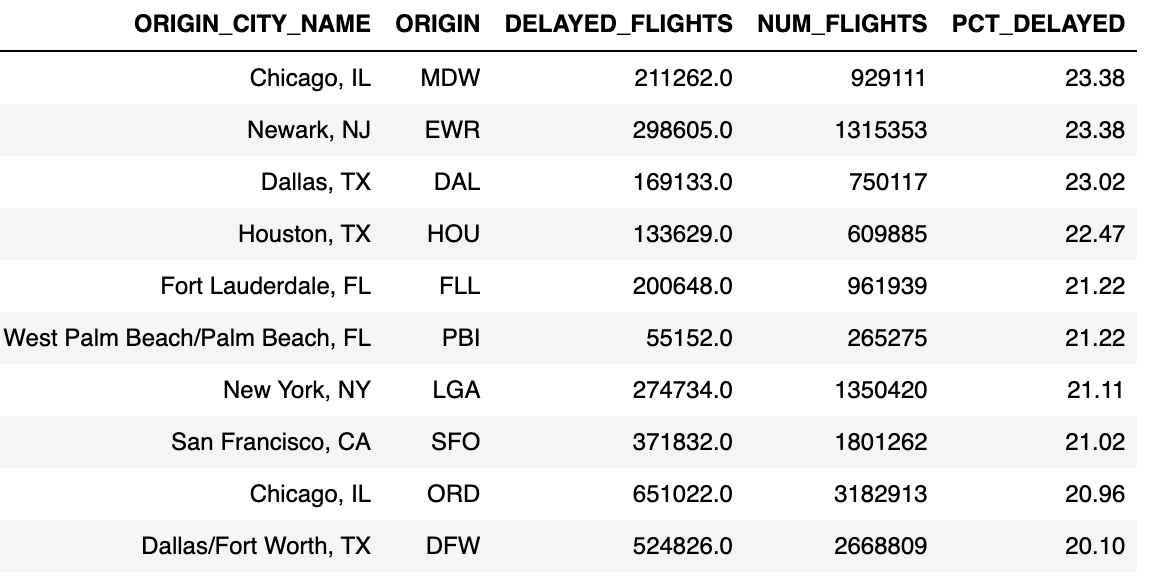 ORIGIN_CITY_NAME ORIGIN DELAYED_FLIGHTS NUM_FLIGHTS PCT_DELAYED
Chicago, IL MDW 211262.0 929111 23.38
Newark, NJ EWR 298605.0 1315353 23.38
Dallas, TX DAL 169133.0 750117 23.02
Houston, TX HOU 133629.0 609885 22.47
Fort Lauderdale, FL FLL 200648.0 961939 21.22
West Palm Beach/Palm Beach, FL PBI 55152.0 265275 21.22
New York, NY LGA 274734.0 1350420 21.11
San Francisco, CA SFO 371832.0 1801262 21.02
Chicago, IL ORD 651022.0 3182913 20.96
Dallas/Fort Worth, TX DFW 524826.0 2668809 20.10